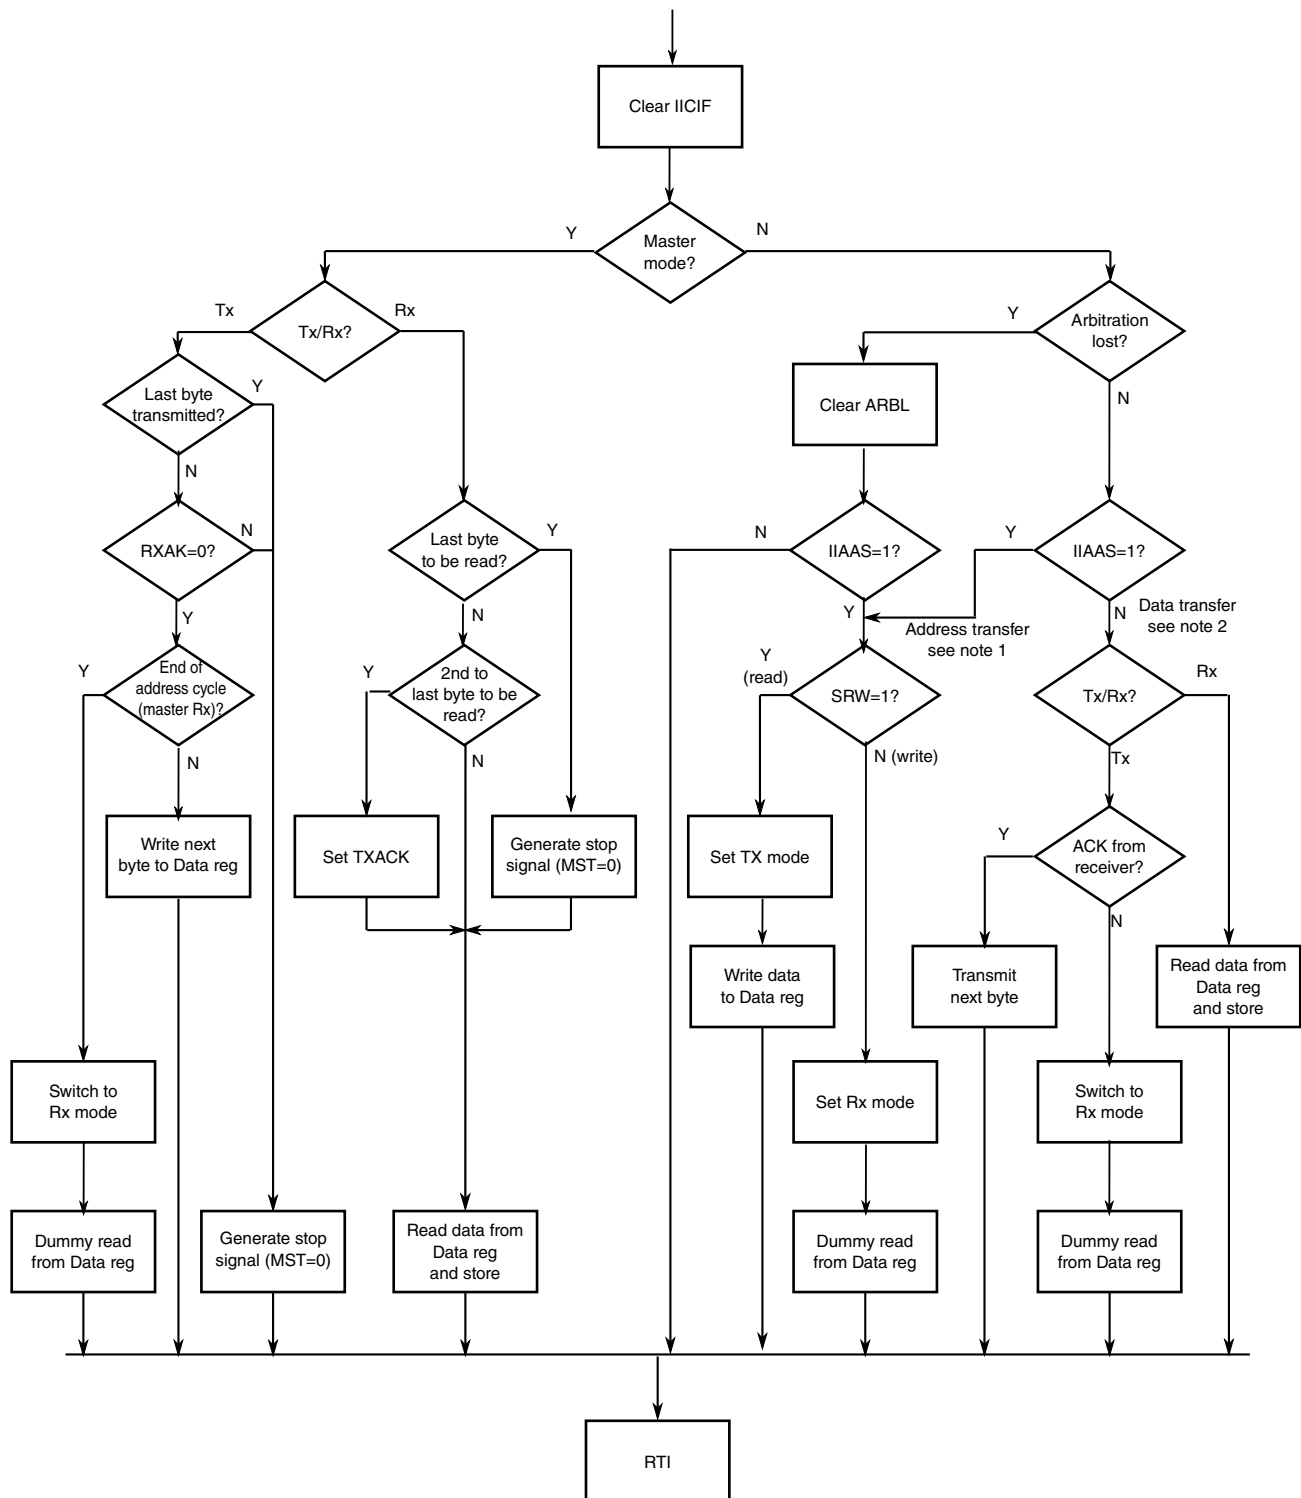 Clear IICIF
Y
Master
mode?
N
Tx
Tx/Rx?
Rx
Y
Arbitration
lost?
Last byte
transmitted?
Y
Clear ARBL
N
N
RXAK=0?
N
Last byte
to be read?
Y
N
IIAAS=1?
Y
IIAAS=1?
Y
N
Y
Address transfer
see note 1
N
Data transfer
see note 2
Y
End of
address cycle
(master Rx)?
Y
2nd to
last byte to be
read?
Y
(read)
SRW=1?
Tx/Rx?
Rx
N
N
N (write)
Tx
Write next
byte to Data reg
Set TXACK
Generate stop
signal (MST=0)
Set TX mode
Y
ACK from
receiver?
N
Write data
to Data reg
Transmit
next byte
Read data from
Data reg
and store
Switch to
Rx mode
Set Rx mode
Switch to
Rx mode
Dummy read
from Data reg
Generate stop
signal (MST=0)
Read data from
Data reg
and store
Dummy read
from Data reg
Dummy read
from Data reg
RTI